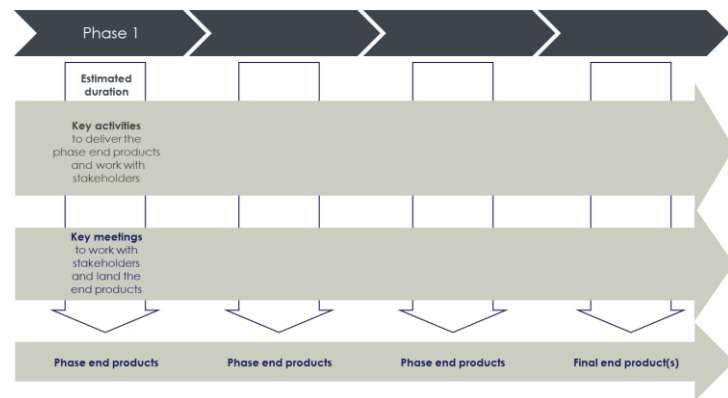 Phase 1
Estimated
duration
Key activities
to deliver the
phase end products
and work with
stakeholders
Key meetings
to work with
stakeholders
and land the
end products
Phase end products
Phase end products
Phase end products
Final end product(s)